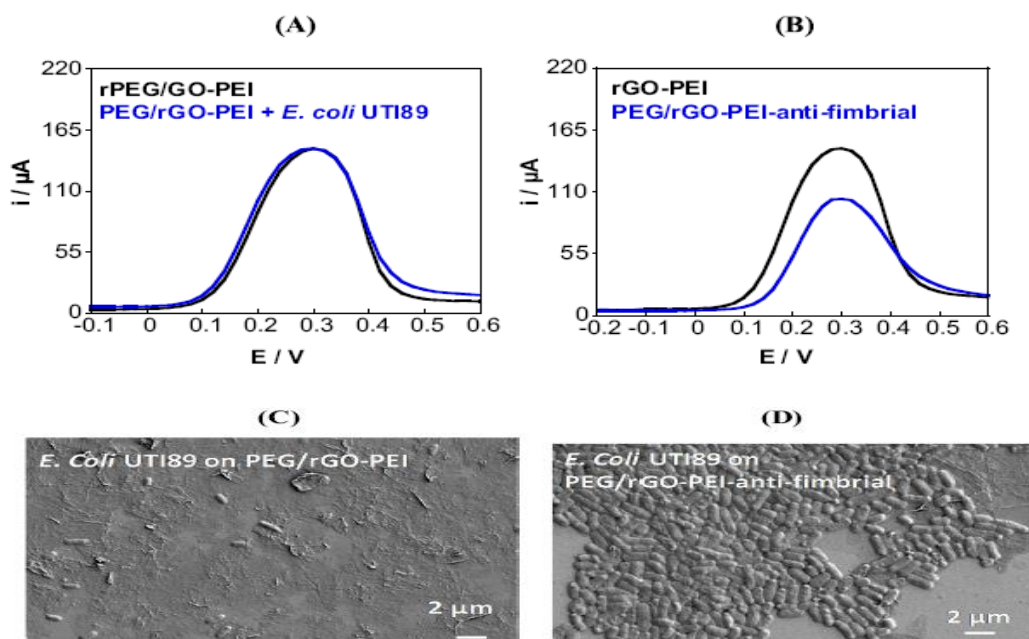 (A)
220
165
110
55
0
i / µA
rPEG/GO-PEI
PEG/rGO-PEI + E. coli UTI89
-0.1 0 0.1 0.2 0.3 0.4 0.5 0.6
E / V
(B)
220
165
110
55
0
i / µA
rGO-PEI
PEG/rGO-PEI-anti-fimbrial
-0.2 -0.1 0 0.1 0.2 0.3 0.4 0.5 0.6
E / V
(C)
E. Coli UTI89 on PEG/rGO-PEI
2 µm
(D)
E. Coli UTI89 on
PEG/rGO-PEI-anti-fimbrial
2 µm